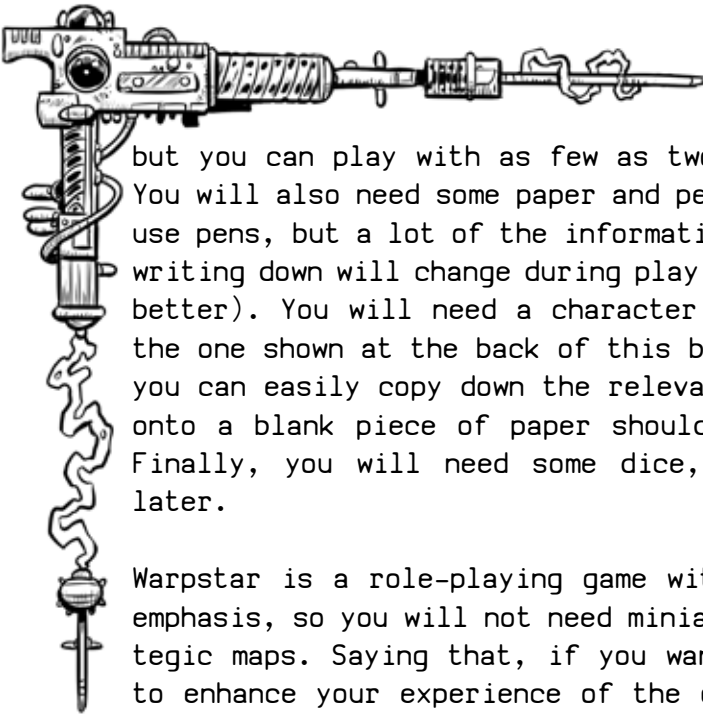 but you can play with as few as two
You will also need some paper and pe
use pens, but a lot of the informati
writing down will change during play
better). You will need a character
the one shown at the back of this b
you can easily copy down the releva
onto a blank piece of paper should
Finally, you will need some dice,
later.
Warpstar is a role-playing game wit
emphasis, so you will not need minia
tegic maps. Saying that, if you wan
to enhance your experience of the